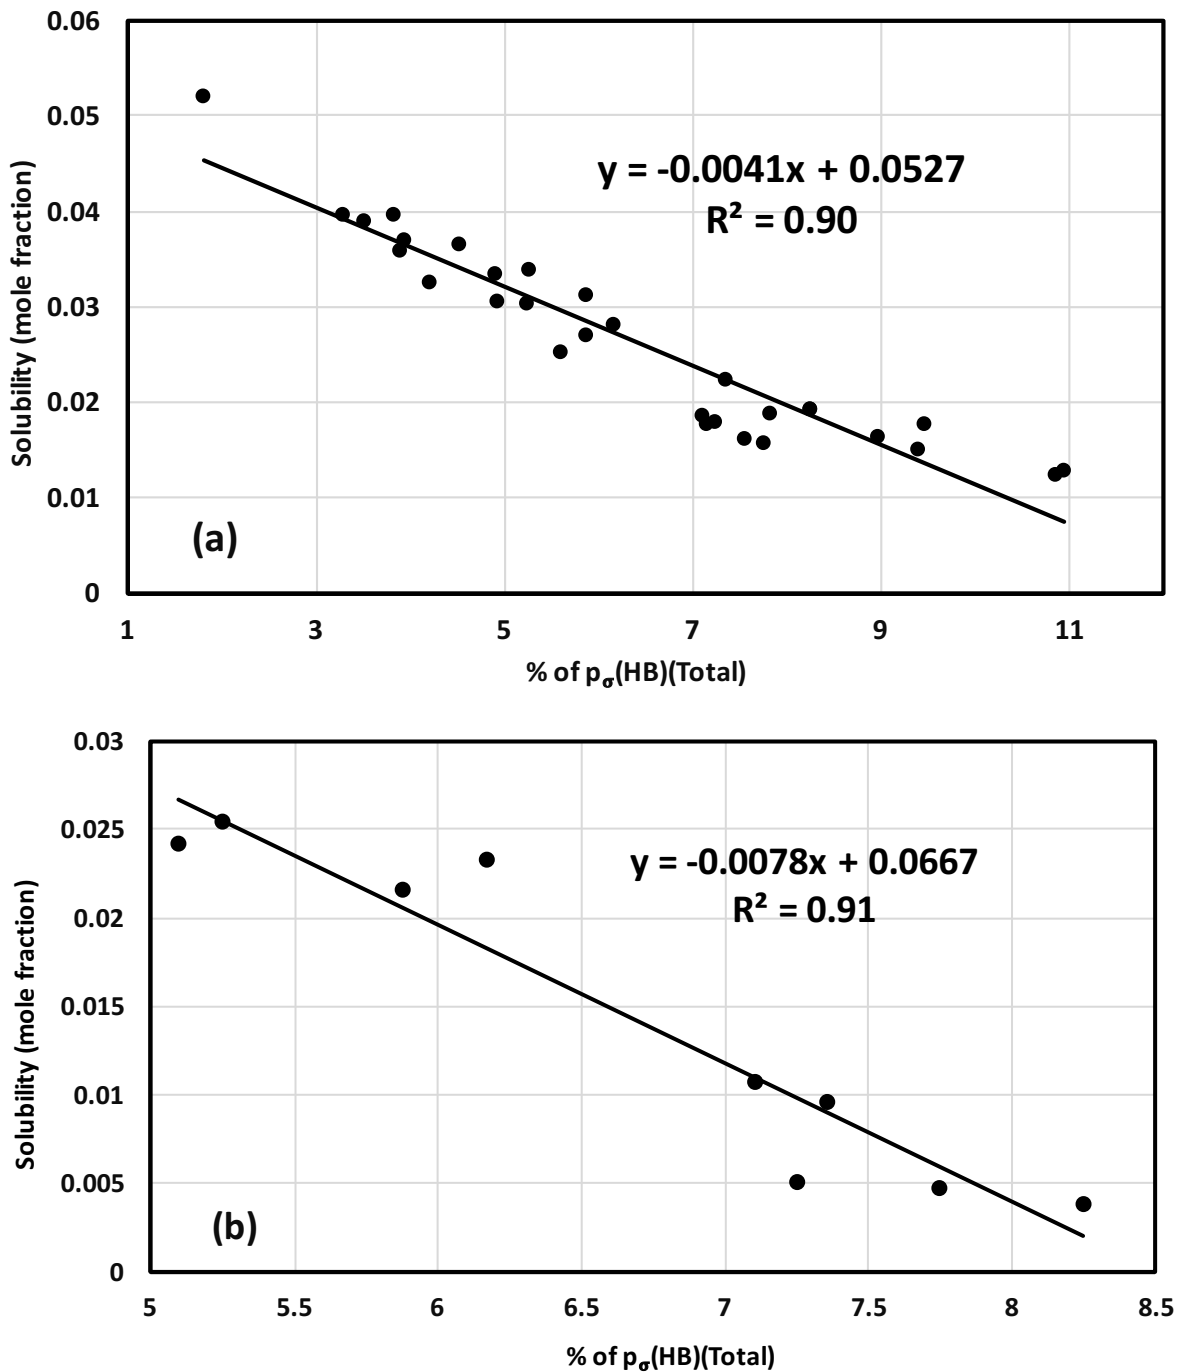 0.06
0.05
0.04
0.03
0.02
0.01
0
Solubility (mole fraction)
y = -0.0041x + 0.0527
R² = 0.90
(a)
1 3 5 7 9 11
% of pσ(HB)(Total)
0.03
0.025
0.02
0.015
0.01
0.005
0
Solubility (mole fraction)
y = -0.0078x + 0.0667
R² = 0.91
(b)
5 5.5 6 6.5 7 7.5 8 8.5
% of pσ(HB)(Total)